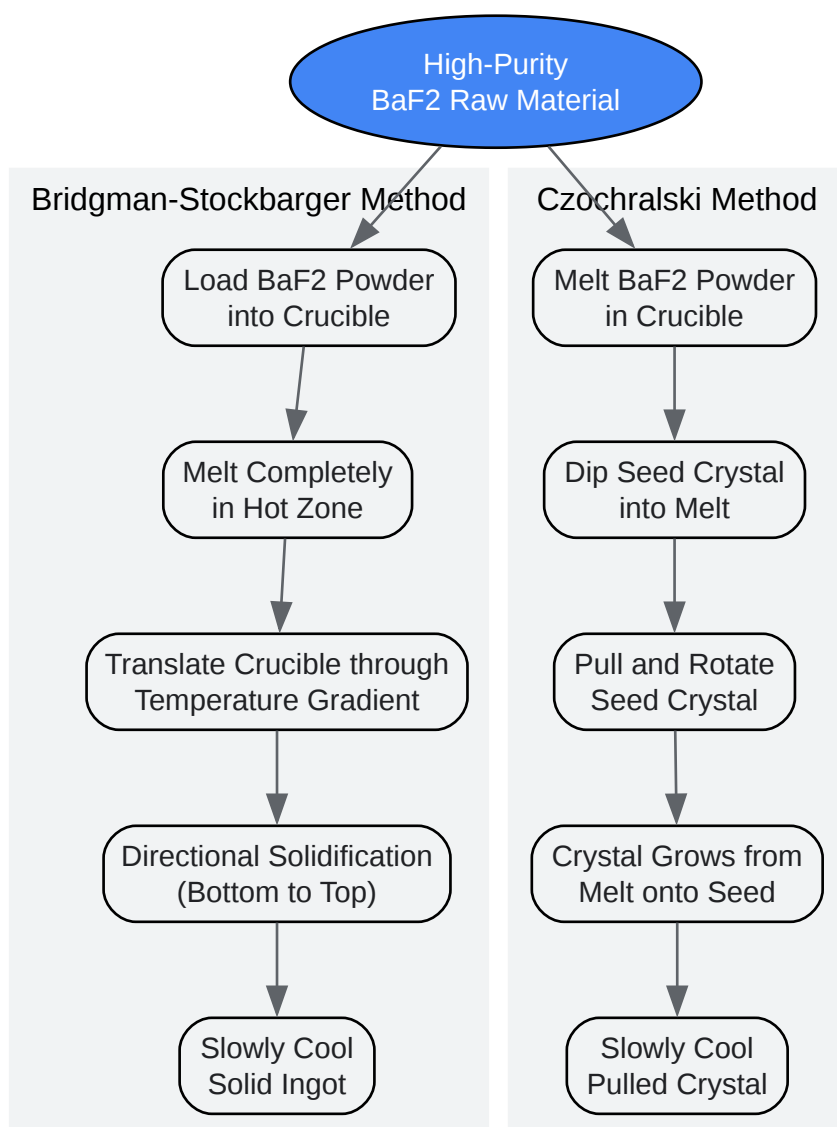 High-Purity
BaF2 Raw Material
Bridgman-Stockbarger Method
Load BaF2 Powder
into Crucible
Melt Completely
in Hot Zone
Translate Crucible through
Temperature Gradient
Directional Solidification
(Bottom to Top)
Slowly Cool
Solid Ingot
Czochralski Method
Melt BaF2 Powder
in Crucible
Dip Seed Crystal
into Melt
Pull and Rotate
Seed Crystal
Crystal Grows from
Melt onto Seed
Slowly Cool
Pulled Crystal